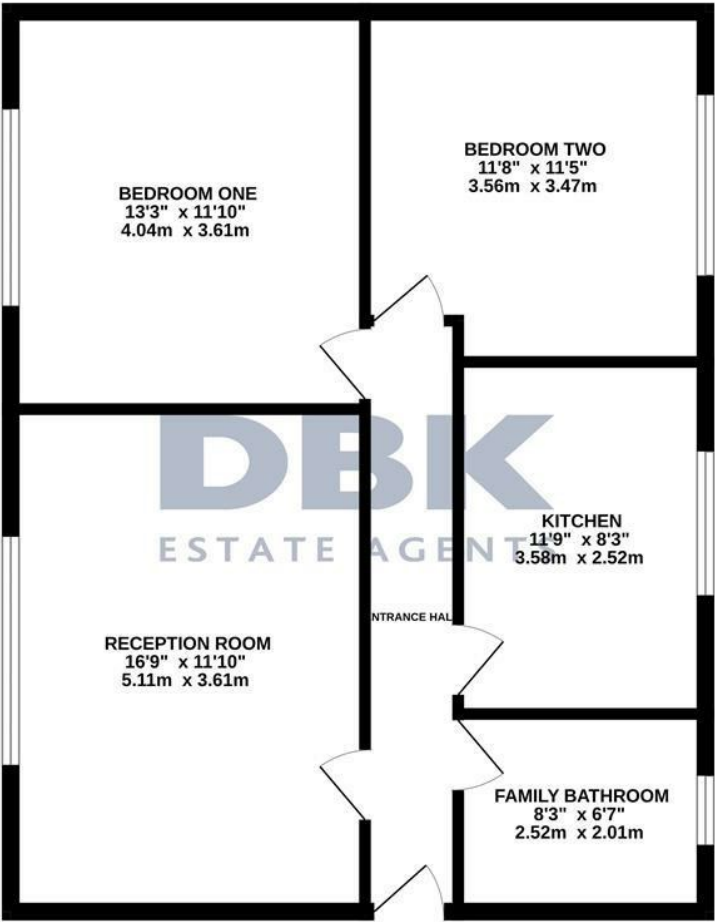 BEDROOM ONE
13'3" x 11'10"
4.04m x 3.61m
BEDROOM TWO
11'8" x 11'5"
3.56m x 3.47m
DBK
ESTATE AGENTS
KITCHEN
11'9" x 8'3"
3.58m x 2.52m
NTRANCE HAL
RECEPTION ROOM
16'9" x 11'10"
5.11m x 3.61m
FAMILY BATHROOM
8'3" x 6'7"
2.52m x 2.01m